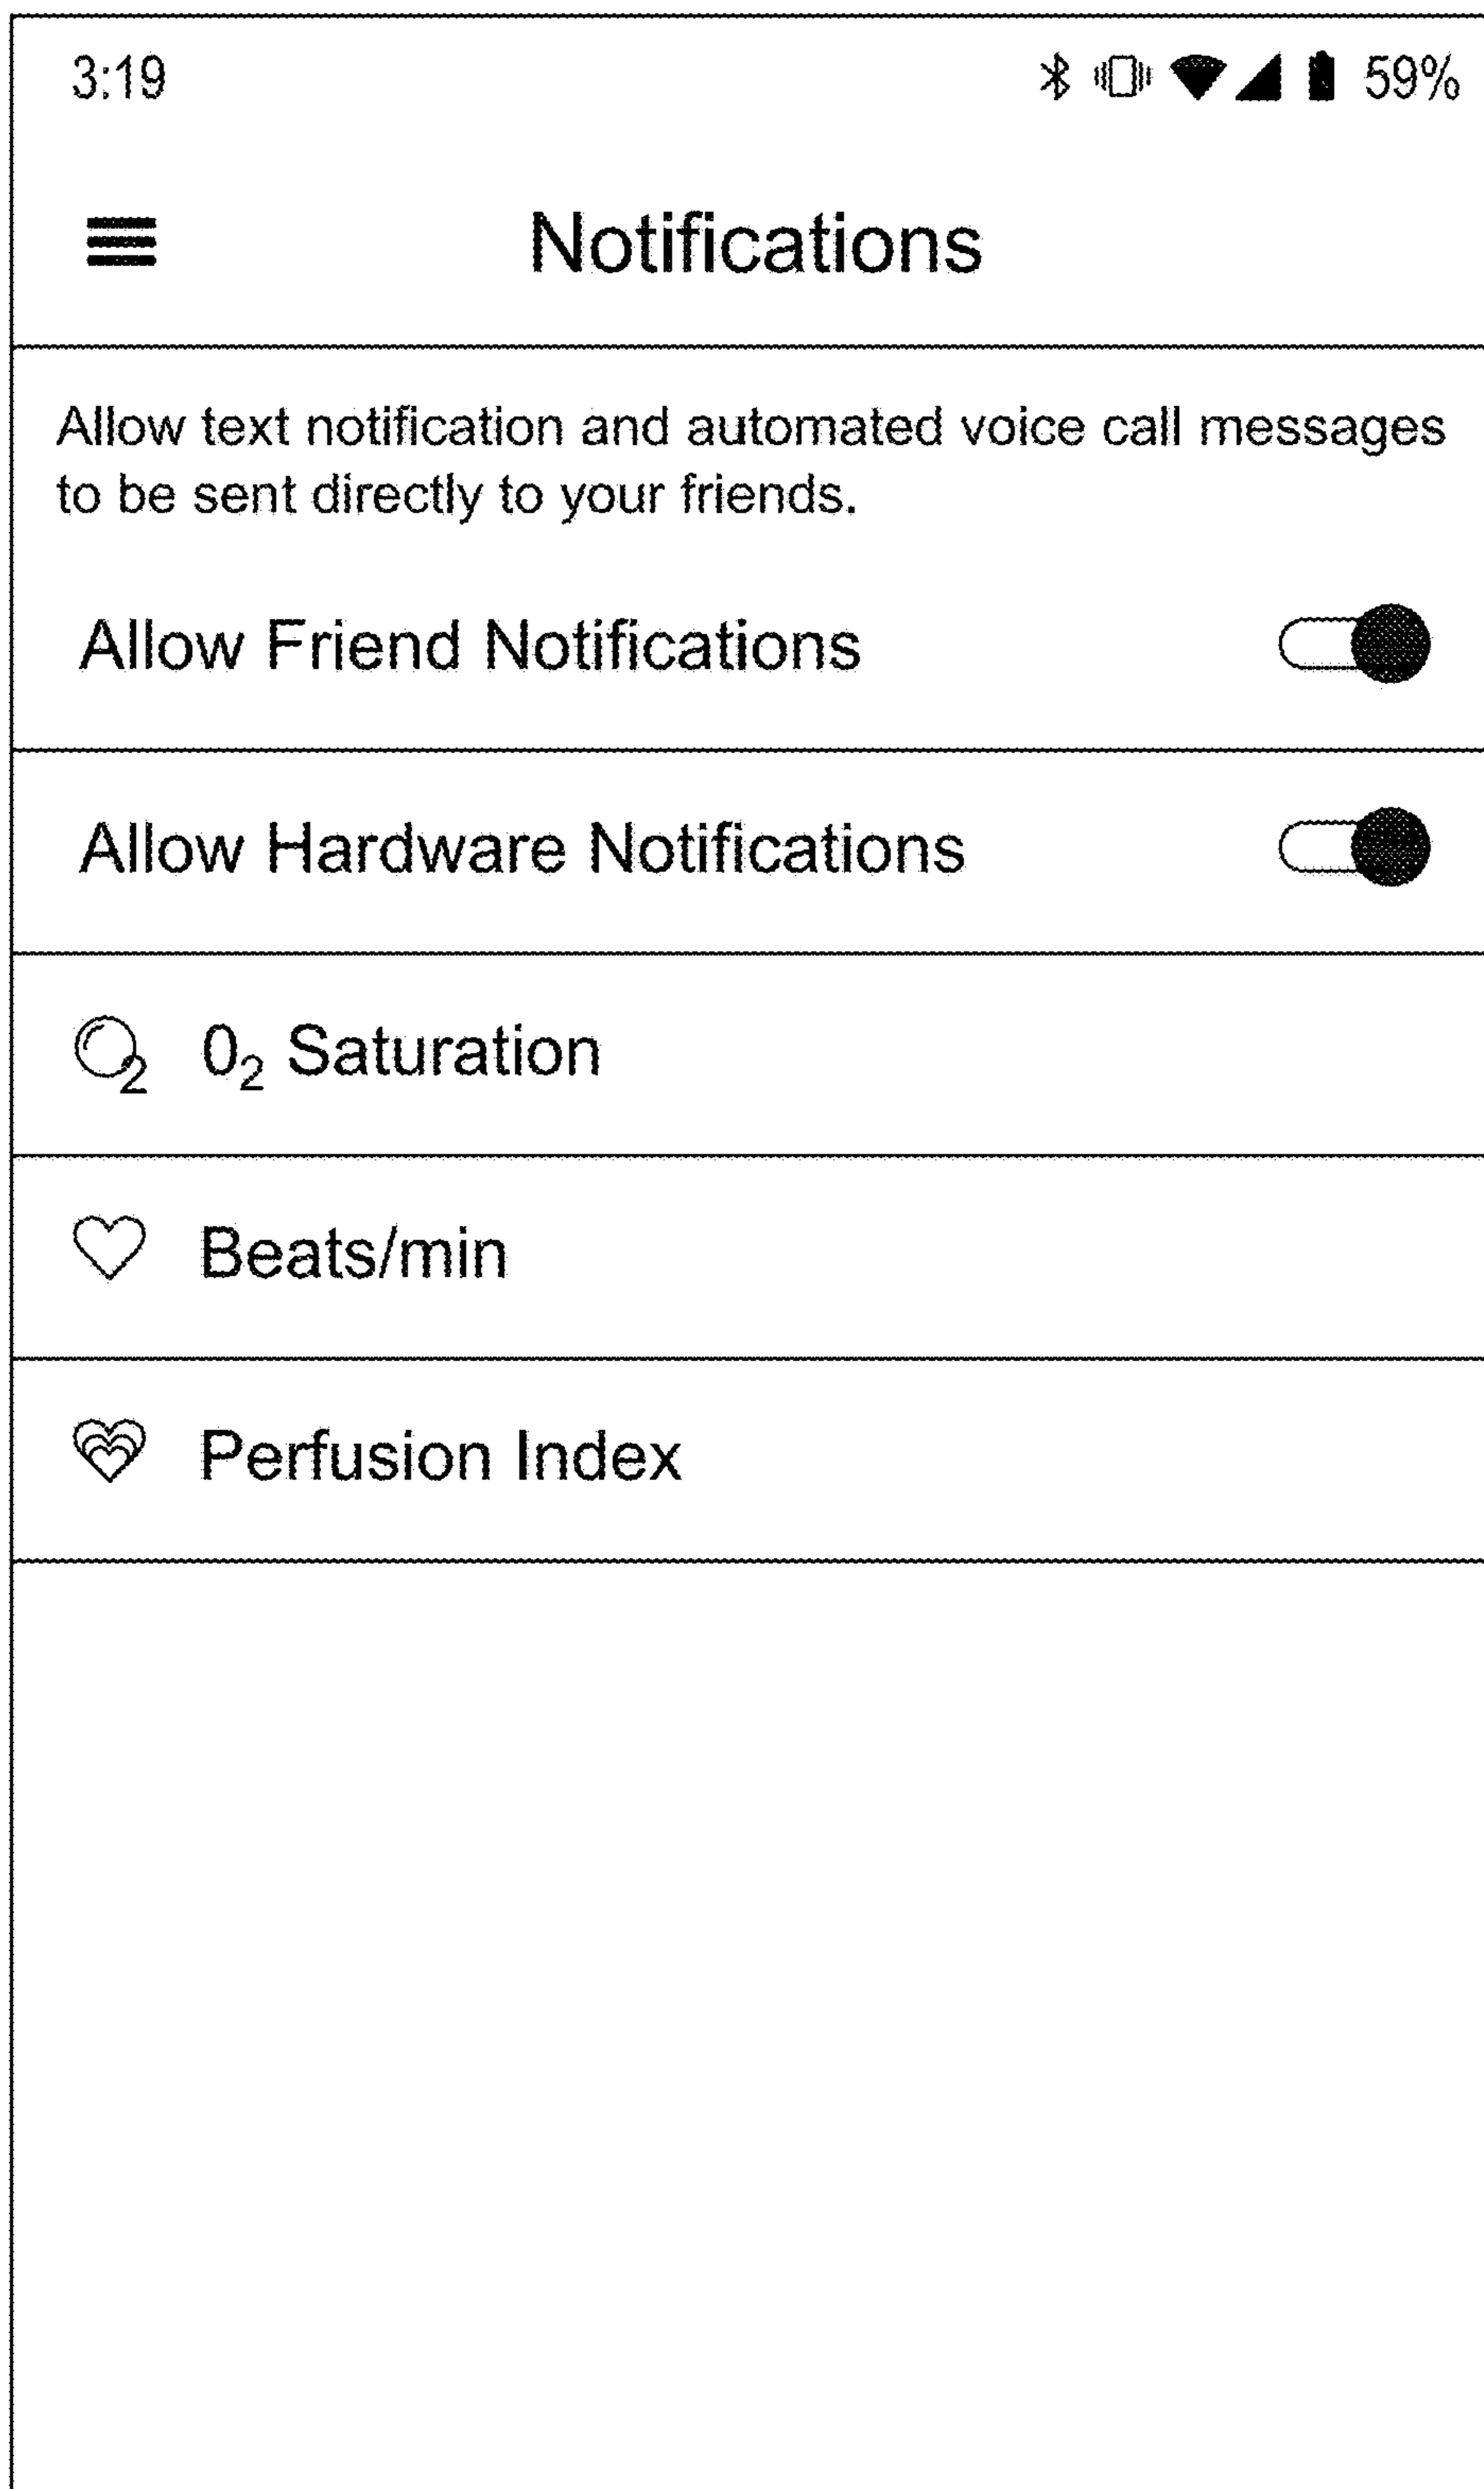 3:19 59%
Notifications
Allow text notification and automated voice call messages
to be sent directly to your friends.
Allow Friend Notifications
Allow Hardware Notifications
2 0₂ Saturation
Beats/min
Perfusion Index